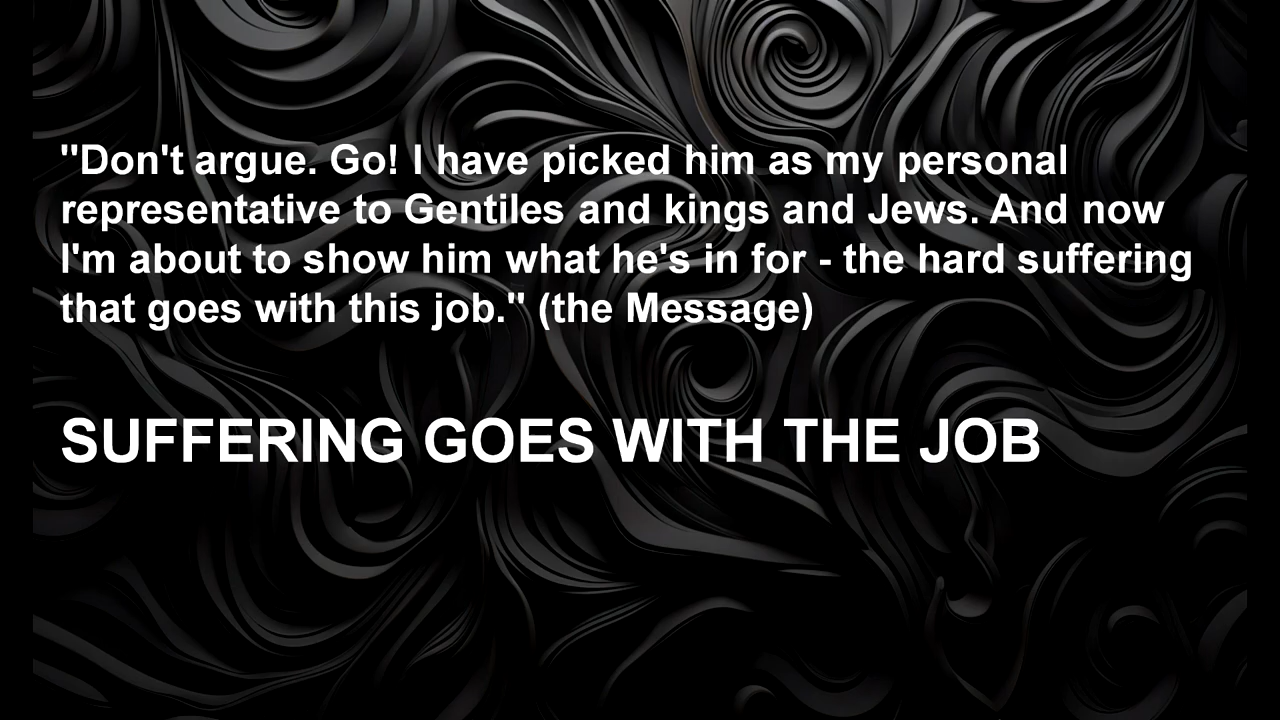 "Don't argue. Go! I have picked him as my personal
representative to Gentiles and kings and Jews. And now
I'm about to show him what he's in for - the hard suffering
that goes with this job." (the Message)
SUFFERING GOES WITH THE JOB